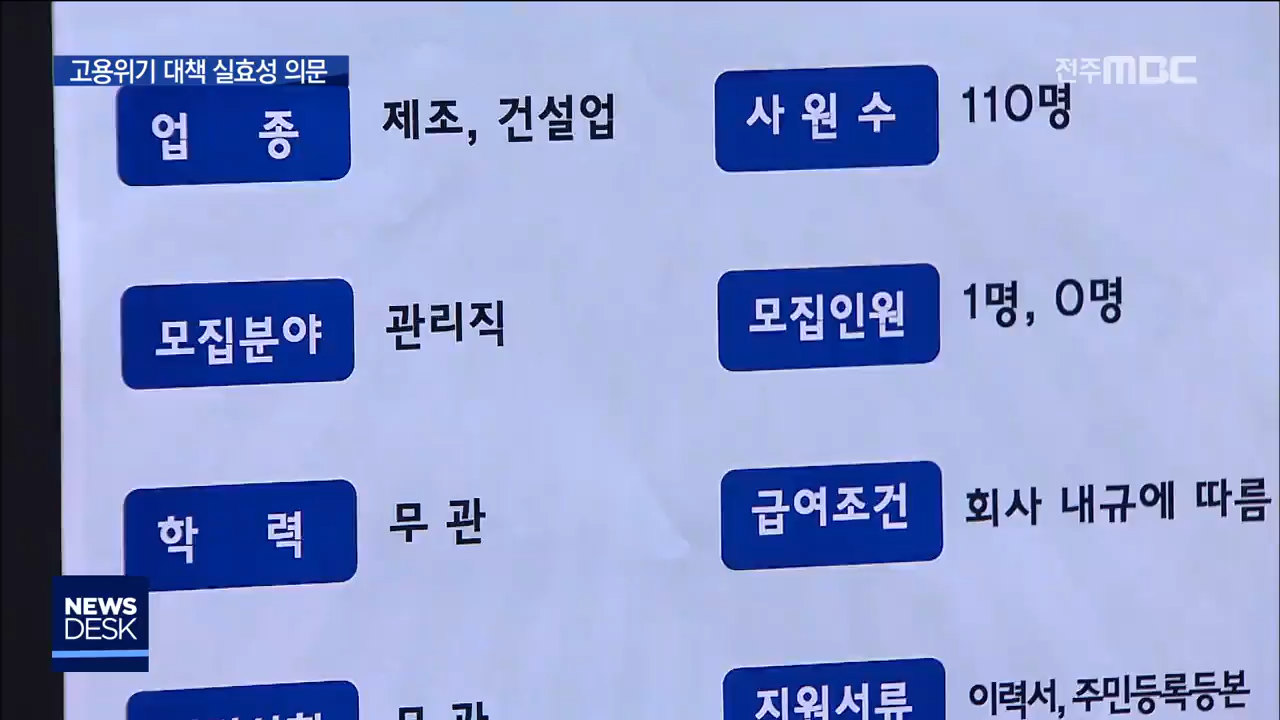 고용위기 대책 실효성 의문
전주MBC
업 종 제조, 건설업 사 원 수 110명
모집분야 관리직 모집인원 1명, 0명
학 력 무 관 급여조건 회사 내규에 따름
NEWS
DESK
무 관 지원서류 이력서, 주민등록등본